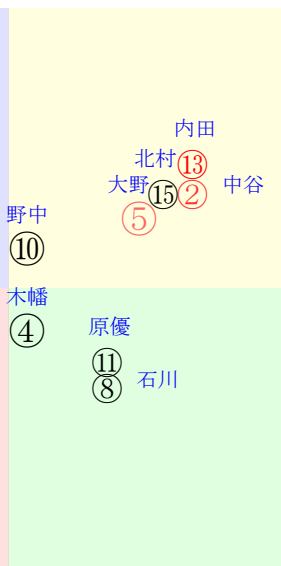 内田
北村⑬
大野⑮② 中谷
野中 ⑤
⑩
木幡
④ 原優
⑪
⑧ 石川